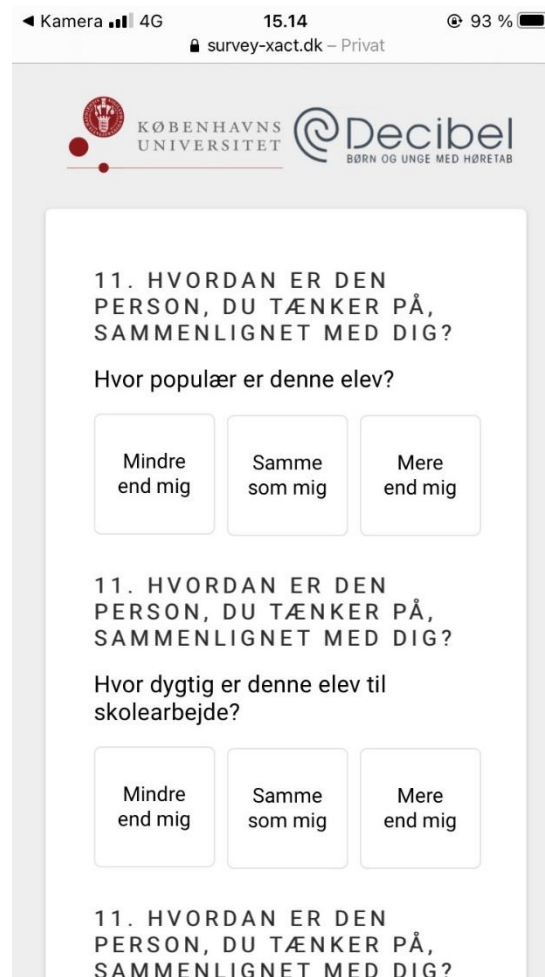 Kamera 4G 15.14 93 %
survey-xact.dk – Privat
KØBENHAVNS
UNIVERSITET
Decibel
BØRN OG UNGE MED HØRETAB
11. HVORDAN ER DEN
PERSON, DU TÆNKER PÅ,
SAMMENLIGNET MED DIG?
Hvor populær er denne elev?
Mindre
end mig
Samme
som mig
Mere
end mig
11. HVORDAN ER DEN
PERSON, DU TÆNKER PÅ,
SAMMENLIGNET MED DIG?
Hvor dygtig er denne elev til
skolearbejde?
Mindre
end mig
Samme
som mig
Mere
end mig
11. HVORDAN ER DEN
PERSON, DU TÆNKER PÅ,
SAMMENLIGNET MED DIG?